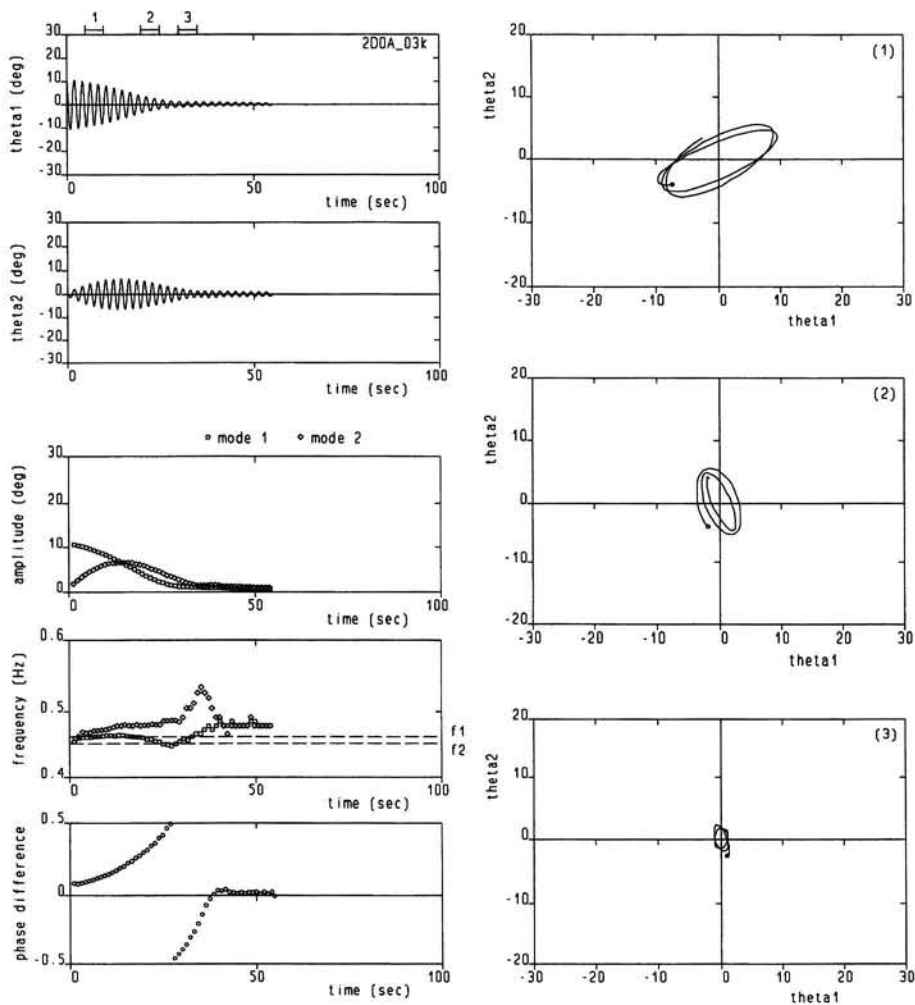 1 2 3
30
20
10
0
-10
-20
-30
theta1 (deg)
2DOA_03k
0 50 100
time (sec)
30
20
10
0
-10
-20
-30
theta2 (deg)
0 50 100
time (sec)
mode 1 mode 2
30
20
10
0
amplitude (deg)
0 50 100
time (sec)
0.6
0.5
0.4
frequency (Hz)
f1
f2
0 50 100
time (sec)
0.5
0
-0.5
phase difference
0 50 100
time (sec)
(1)
20
10
0
-10
-20
theta2
-30 -20 -10 0 10 20 30
theta1
(2)
20
10
0
-10
-20
theta2
-30 -20 -10 0 10 20 30
theta1
(3)
20
10
0
-10
-20
theta2
-30 -20 -10 0 10 20 30
theta1